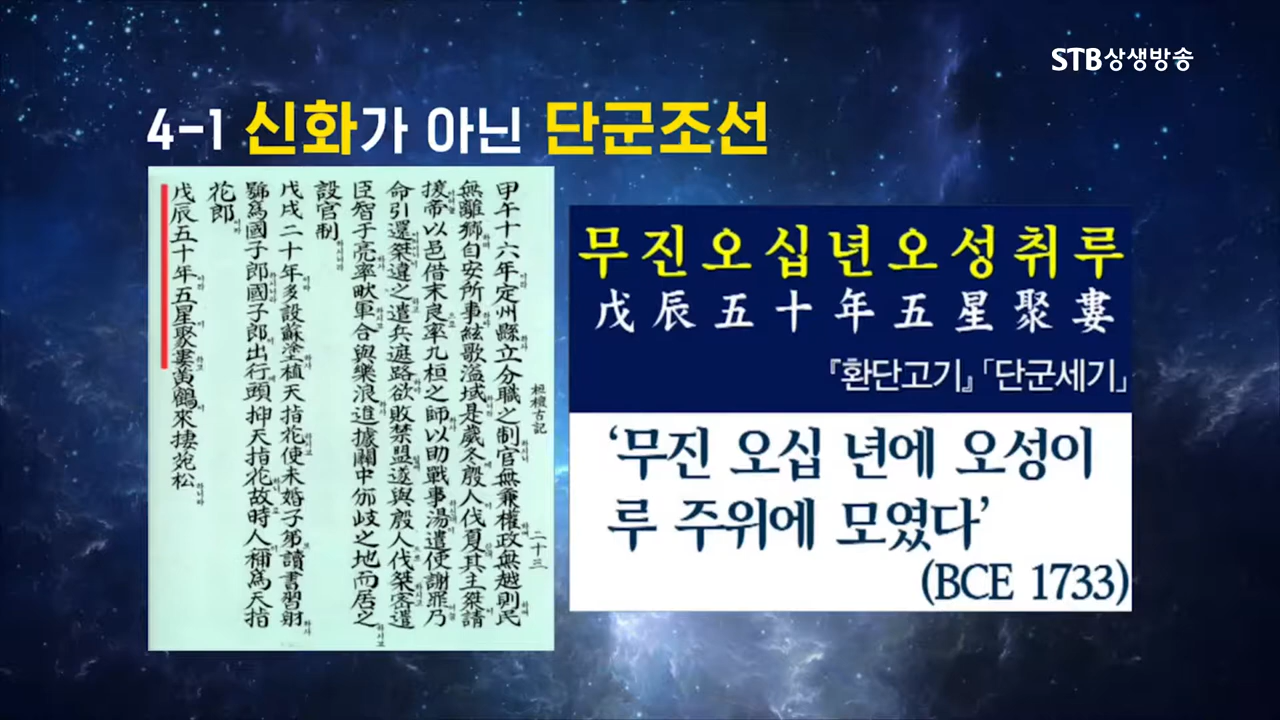 STB상생방송
4-1 신화가 아닌 단군조선
桓檀古記
二十三
甲午十六年定州縣立分職之制官無兼權政無越則民
無離鄕自安所事絃歌溢域是歲冬殷人伐夏其主桀請
援帝以邑借末良率九桓之師以助戰事湯遣使謝罪乃
命引還桀違之遣兵遮路欲敗禁盟遂與殷人伐桀密遣
臣智于亮率畎軍合與樂浪進據關中邠岐之地而居之
設官制
戊戌二十年多設蘇塗植天指花使未婚子弟讀書習射
號爲國子郞國子郞出行頭揷天指花故時人稱爲天指
花郞
戊辰五十年五星聚婁黃鶴來捿苑松
무진오십년오성취루
戊辰五十年五星聚婁
『환단고기』「단군세기」
‘무진 오십 년에 오성이
루 주위에 모였다’
(BCE 1733)